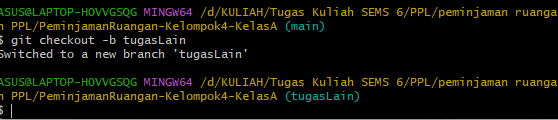 ASUS@LAPTOP-HOVVGSQG MINGW64 /d/KULIAH/Tugas Kuliah SEMS 6/PPL/peminjaman ruanga
n PPL/PeminjamanRuangan-Kelompok4-KelasA (main)
$ git checkout -b tugasLain
Switched to a new branch 'tugasLain'
ASUS@LAPTOP-HOVVGSQG MINGW64 /d/KULIAH/Tugas Kuliah SEMS 6/PPL/peminjaman ruanga
n PPL/PeminjamanRuangan-Kelompok4-KelasA (tugasLain)
$